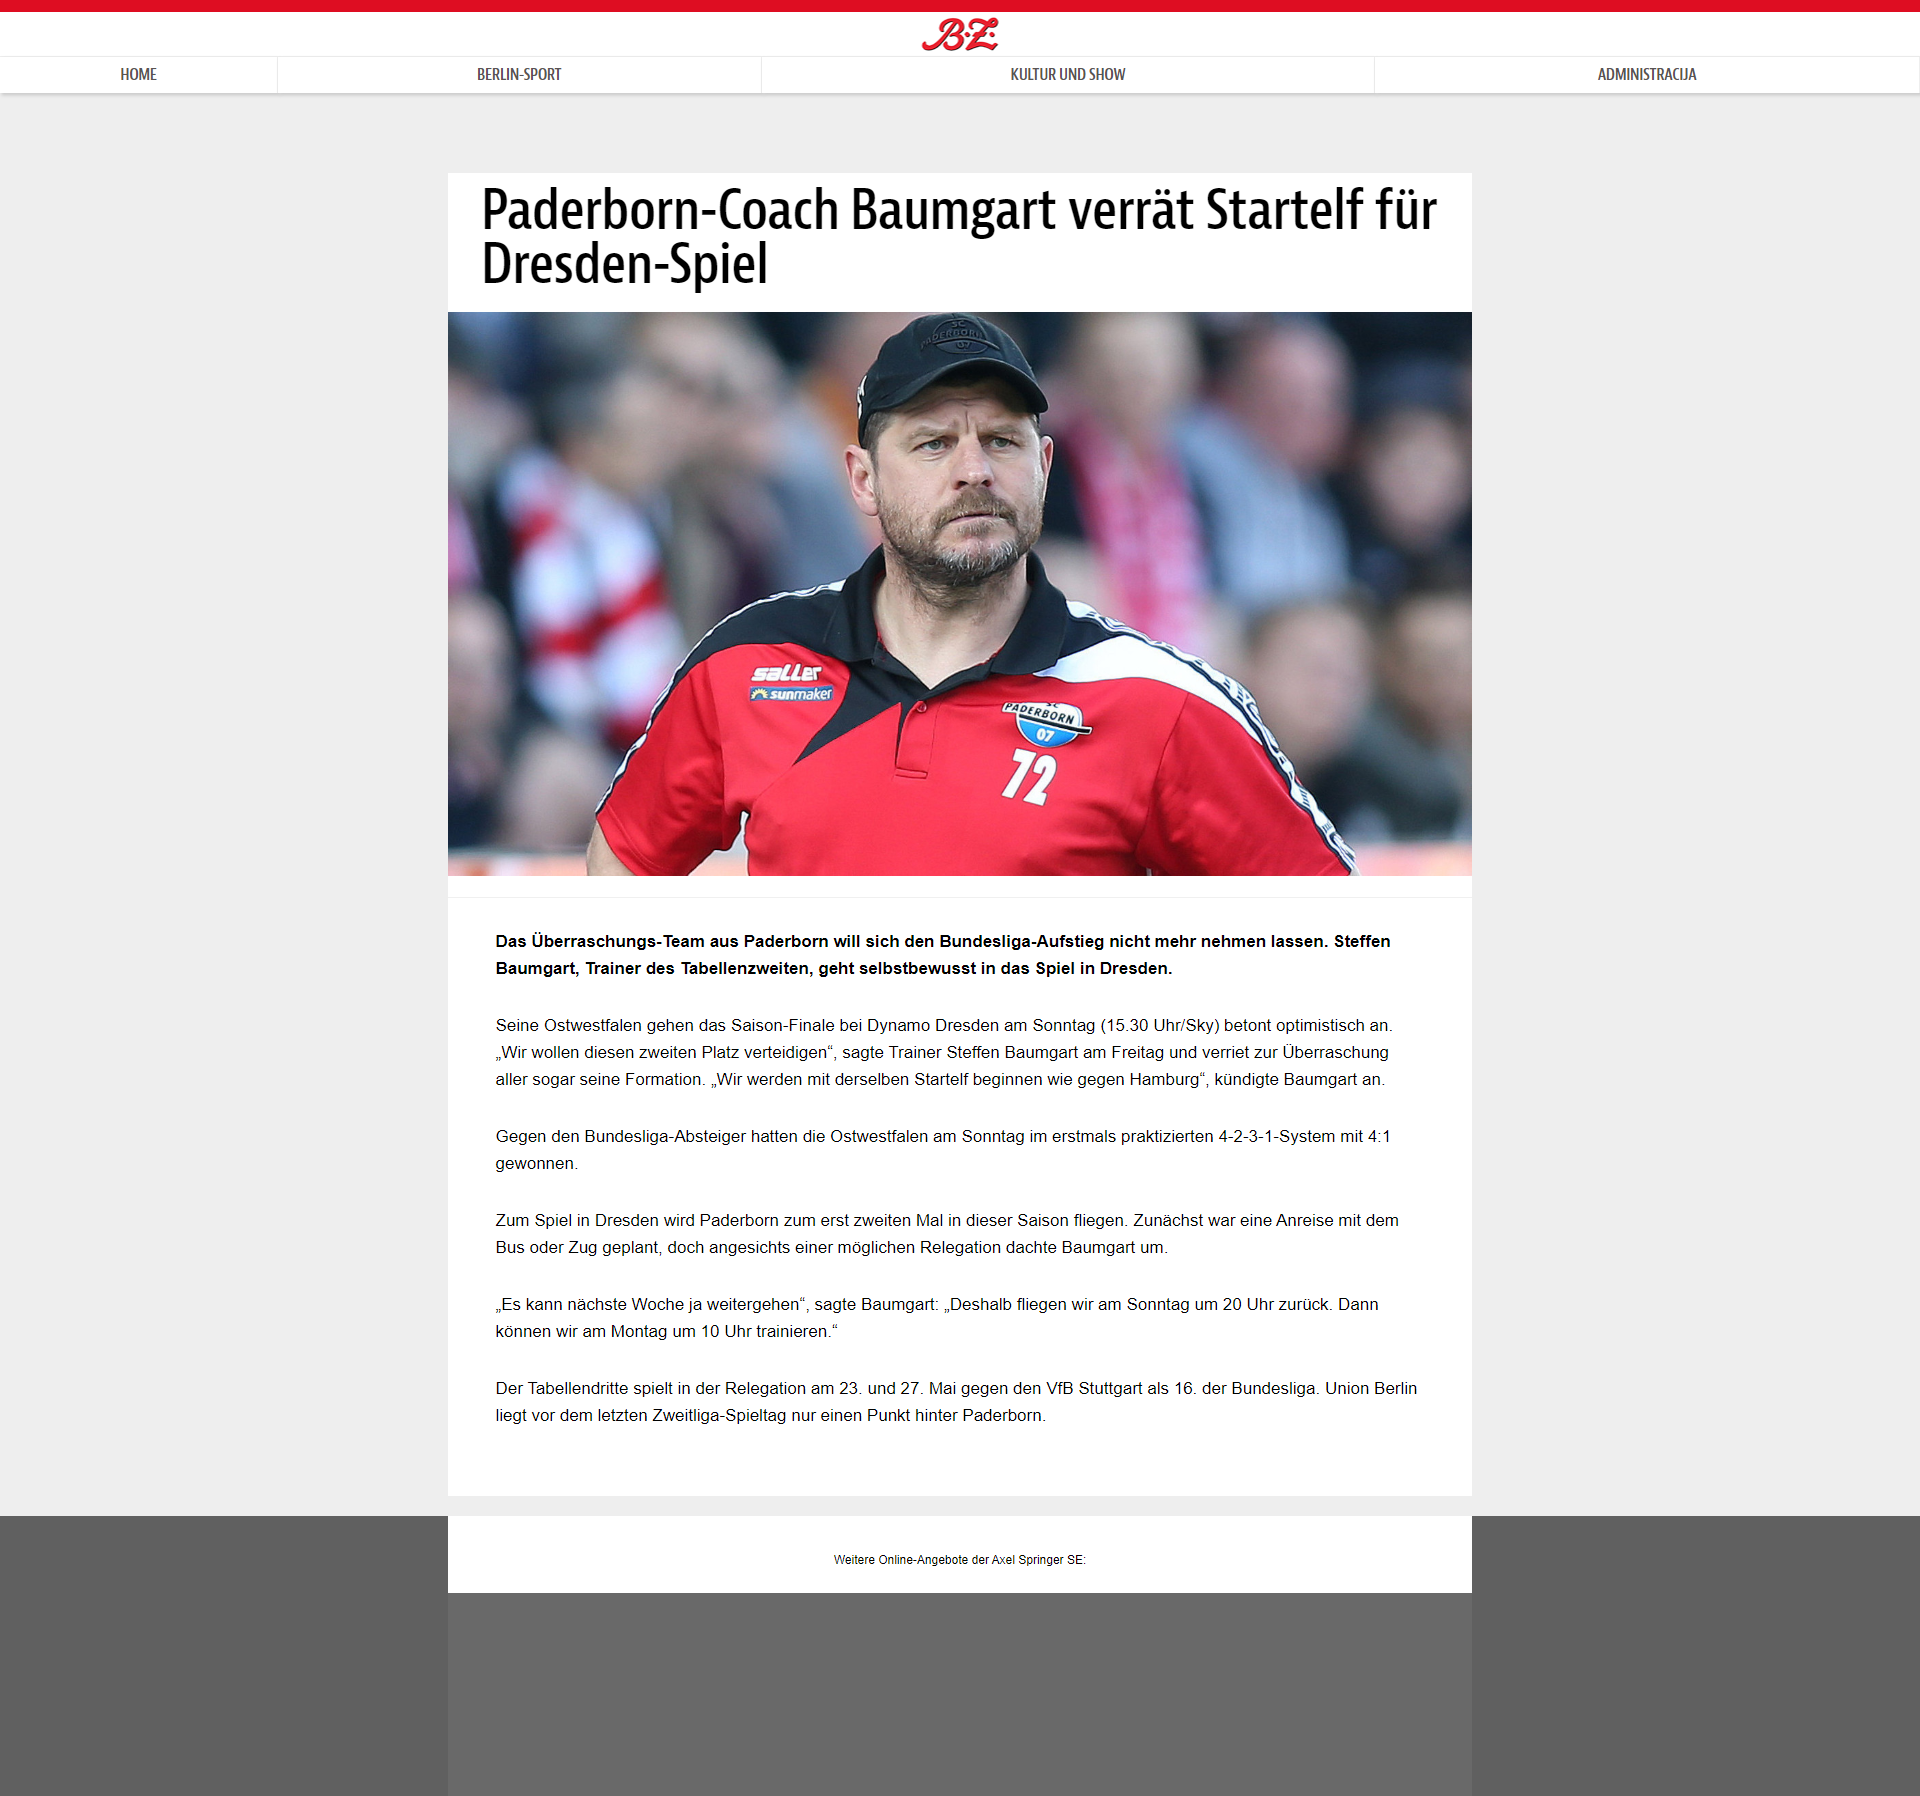 B.Z.
HOME
BERLIN-SPORT
KULTUR UND SHOW
ADMINISTRACIJA
Paderborn-Coach Baumgart verrät Startelf für
Dresden-Spiel
SC
PADERBORN
07
saller
sunmaker
SC
PADERBORN
07
72
Das Überraschungs-Team aus Paderborn will sich den Bundesliga-Aufstieg nicht mehr nehmen lassen. Steffen
Baumgart, Trainer des Tabellenzweiten, geht selbstbewusst in das Spiel in Dresden.
Seine Ostwestfalen gehen das Saison-Finale bei Dynamo Dresden am Sonntag (15.30 Uhr/Sky) betont optimistisch an.
„Wir wollen diesen zweiten Platz verteidigen“, sagte Trainer Steffen Baumgart am Freitag und verriet zur Überraschung
aller sogar seine Formation. „Wir werden mit derselben Startelf beginnen wie gegen Hamburg“, kündigte Baumgart an.
Gegen den Bundesliga-Absteiger hatten die Ostwestfalen am Sonntag im erstmals praktizierten 4-2-3-1-System mit 4:1
gewonnen.
Zum Spiel in Dresden wird Paderborn zum erst zweiten Mal in dieser Saison fliegen. Zunächst war eine Anreise mit dem
Bus oder Zug geplant, doch angesichts einer möglichen Relegation dachte Baumgart um.
„Es kann nächste Woche ja weitergehen“, sagte Baumgart: „Deshalb fliegen wir am Sonntag um 20 Uhr zurück. Dann
können wir am Montag um 10 Uhr trainieren.“
Der Tabellendritte spielt in der Relegation am 23. und 27. Mai gegen den VfB Stuttgart als 16. der Bundesliga. Union Berlin
liegt vor dem letzten Zweitliga-Spieltag nur einen Punkt hinter Paderborn.
Weitere Online-Angebote der Axel Springer SE: